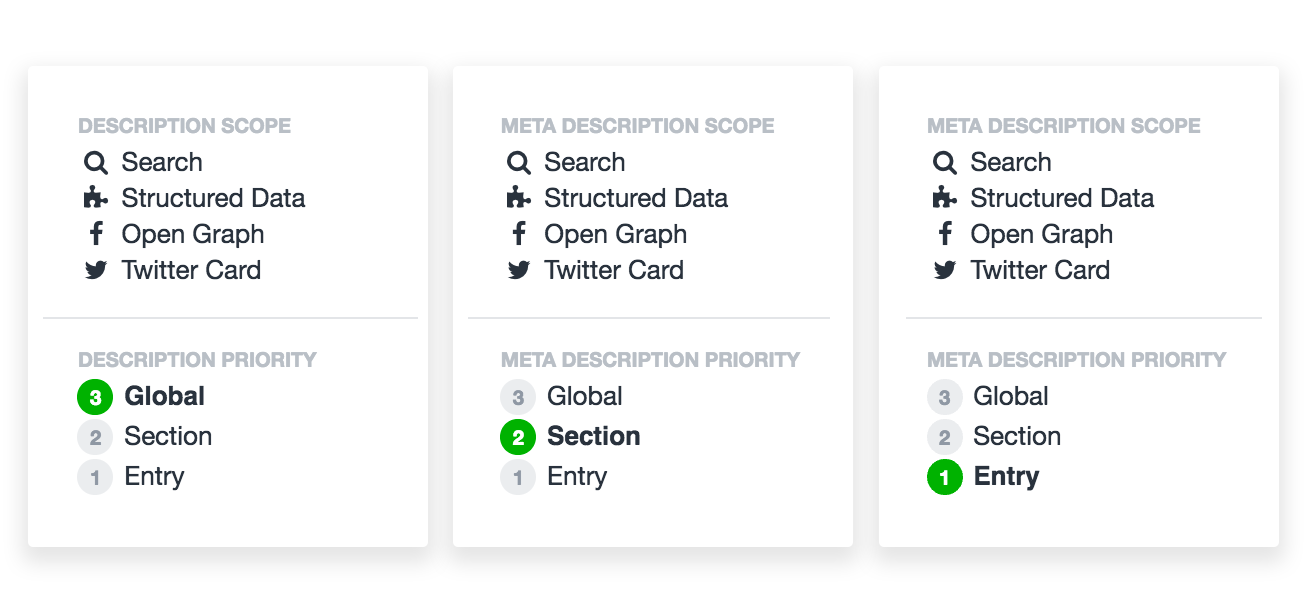 DESCRIPTION SCOPE
Search
Structured Data
Open Graph
Twitter Card
DESCRIPTION PRIORITY
3 Global
2 Section
1 Entry
META DESCRIPTION SCOPE
Search
Structured Data
Open Graph
Twitter Card
META DESCRIPTION PRIORITY
3 Global
2 Section
1 Entry
META DESCRIPTION SCOPE
Search
Structured Data
Open Graph
Twitter Card
META DESCRIPTION PRIORITY
3 Global
2 Section
1 Entry